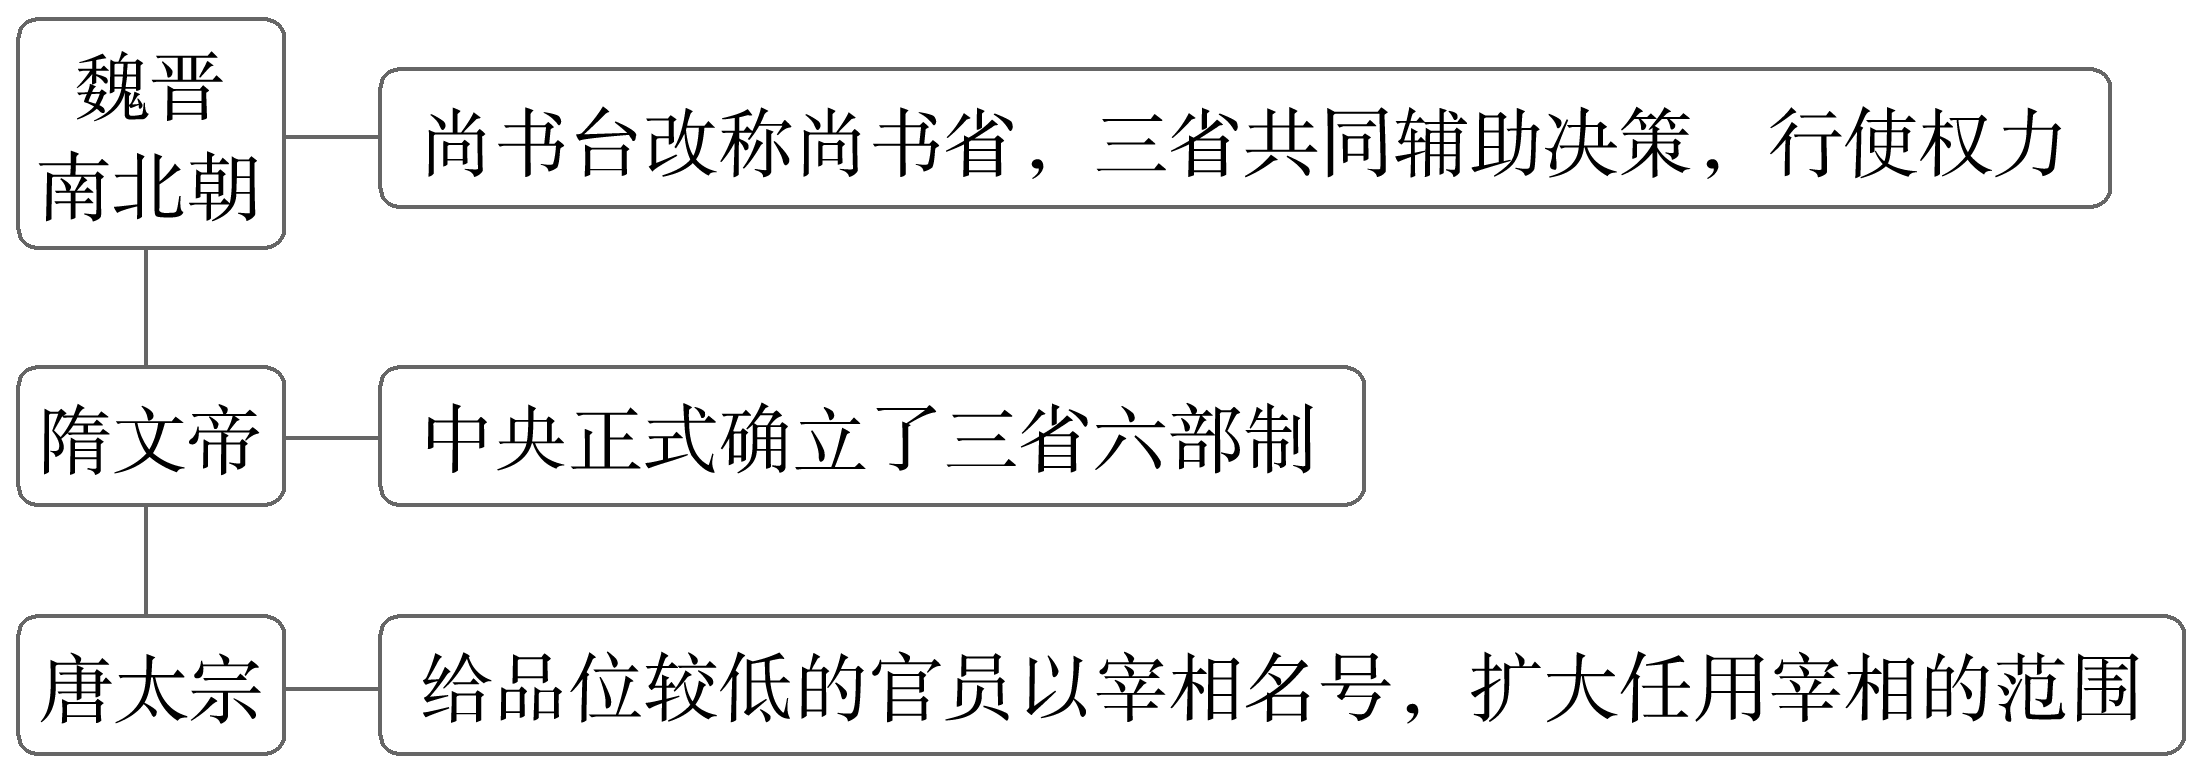 魏晋
南北朝
尚书台改称尚书省，三省共同辅助决策，行使权力
隋文帝
中央正式确立了三省六部制
唐太宗
给品位较低的官员以宰相名号，扩大任用宰相的范围